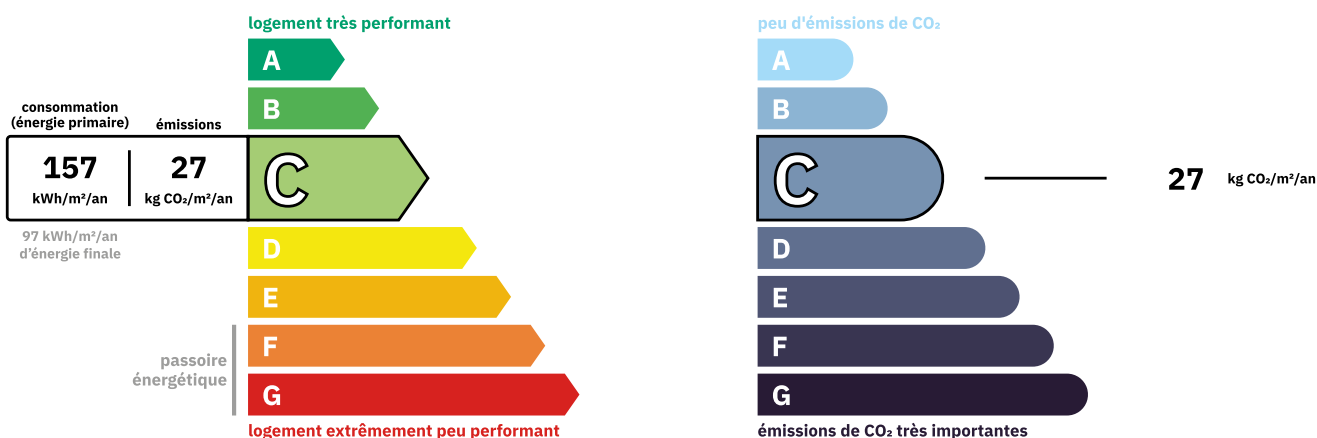 logement très performant
A
B
consommation
(énergie primaire)
émissions
157
kWh/m²/an
27
kg CO₂/m²/an
C
97 kWh/m²/an
d'énergie finale
D
E
passoire
énergétique
F
G
logement extrêmement peu performant
peu d'émissions de CO₂
A
B
C
27 kg CO₂/m²/an
D
E
F
G
émissions de CO₂ très importantes